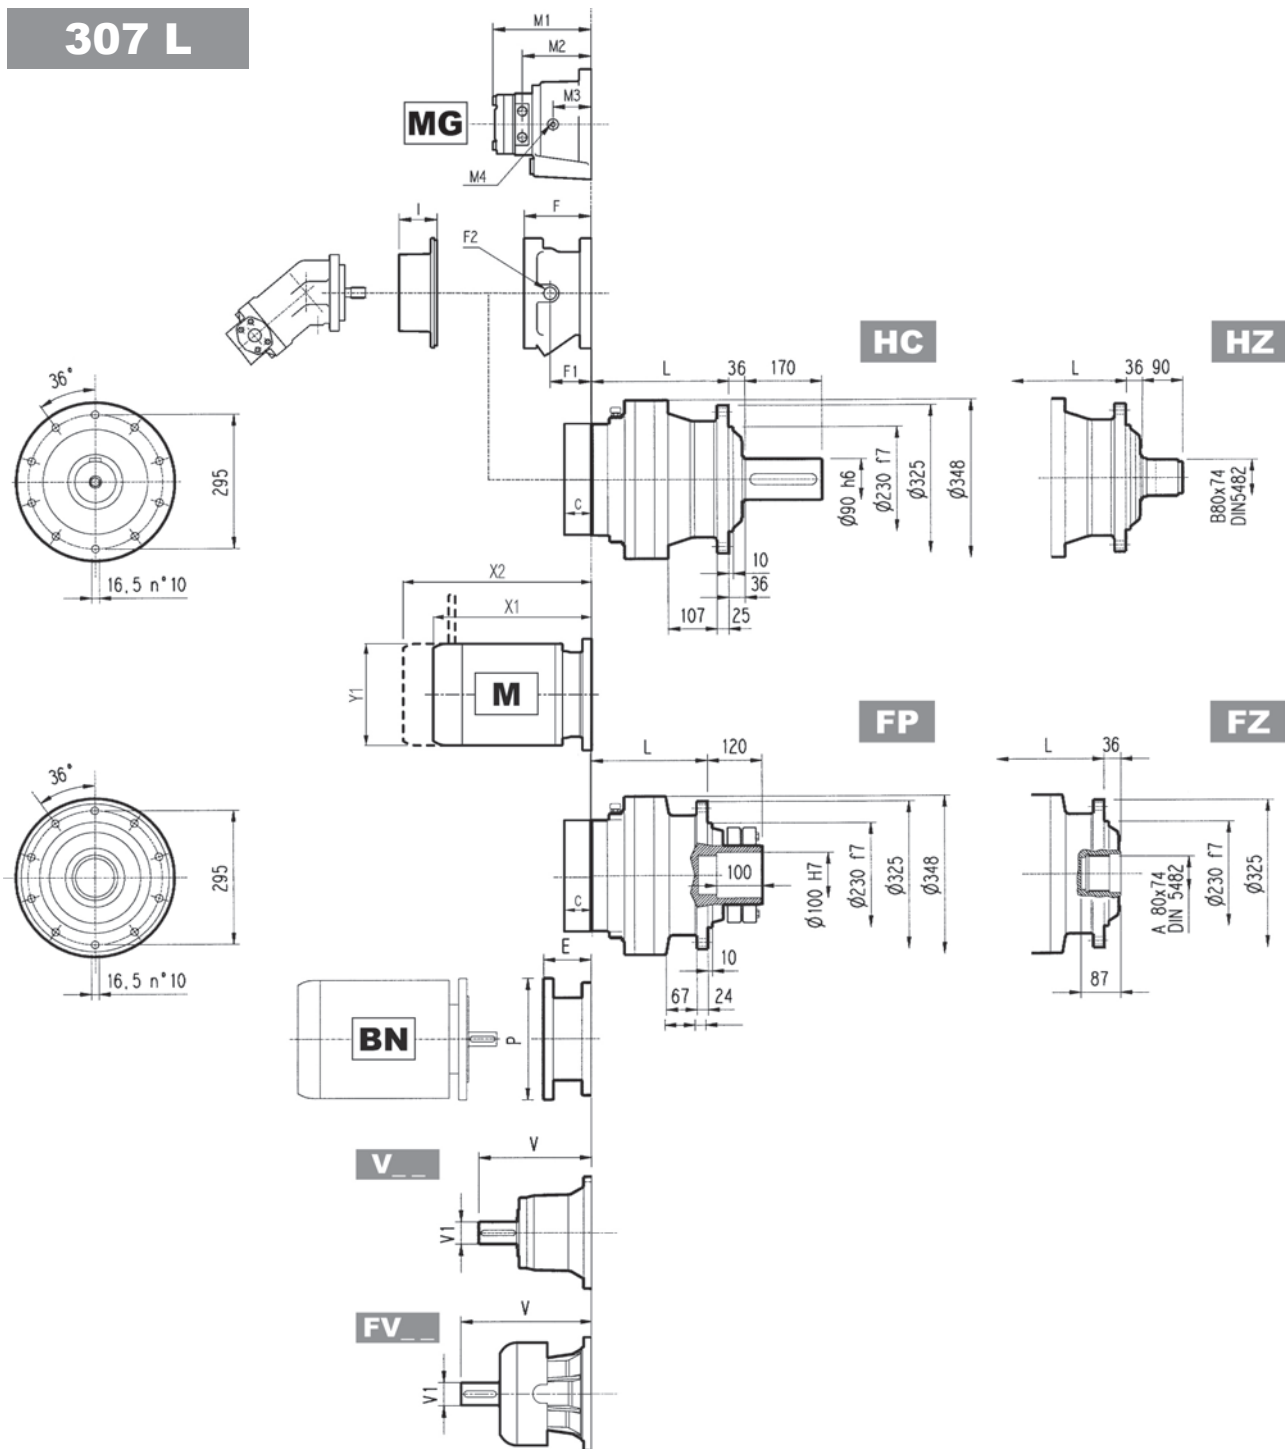 307 L
M1
M2
M3
MG
M4
I
F
F2
F1
HC
HZ
L
36
170
L
36
90
36°
295
16,5 n°10
C
Ø90 h6
Ø230 f7
Ø325
Ø348
B80x74
DIN5482
10
36
107
25
X2
X1
Y1
M
FP
FZ
L
120
L
36
36°
295
16,5 n°10
C
100
Ø100 H7
Ø230 f7
Ø325
Ø348
A 80x74
DIN 5482
Ø230 f7
Ø325
87
10
67
24
E
BN
P
V_ _
V
V1
FV_ _
V
V1